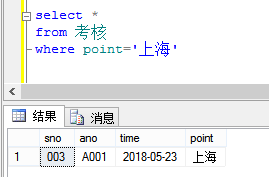 select *
from 考核
where point='上海'
结果 消息
sno ano time point
1 003 A001 2018-05-23 上海